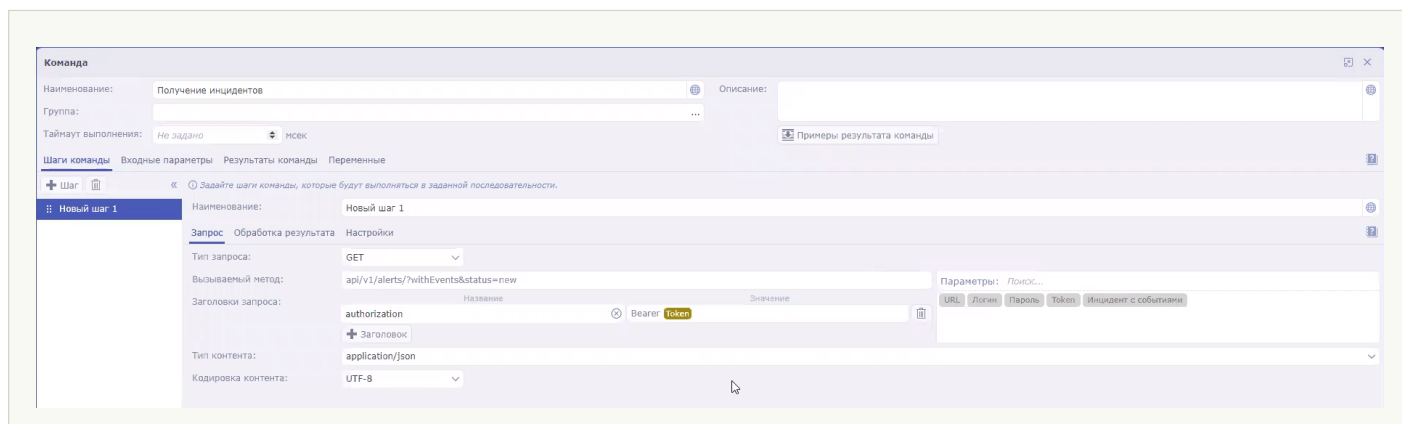 Команда
Наименование: Получение инцидентов Описание:
Группа: ...
Таймаут выполнения: Не задано мсек Примеры результата команды
Шаги команды Входные параметры Результаты команды Переменные
Шаг « Задайте шаги команды, которые будут выполняться в заданной последовательности.
Новый шаг 1 Наименование: Новый шаг 1
Запрос Обработка результата Настройки
Тип запроса: GET
Вызываемый метод: api/v1/alerts/?withEvents&status=new Параметры: Поиск...
Заголовки запроса: Название Значение URL Логин Пароль Token Инцидент с событиями
authorization Bearer Token
Заголовок
Тип контента: application/json
Кодировка контента: UTF-8